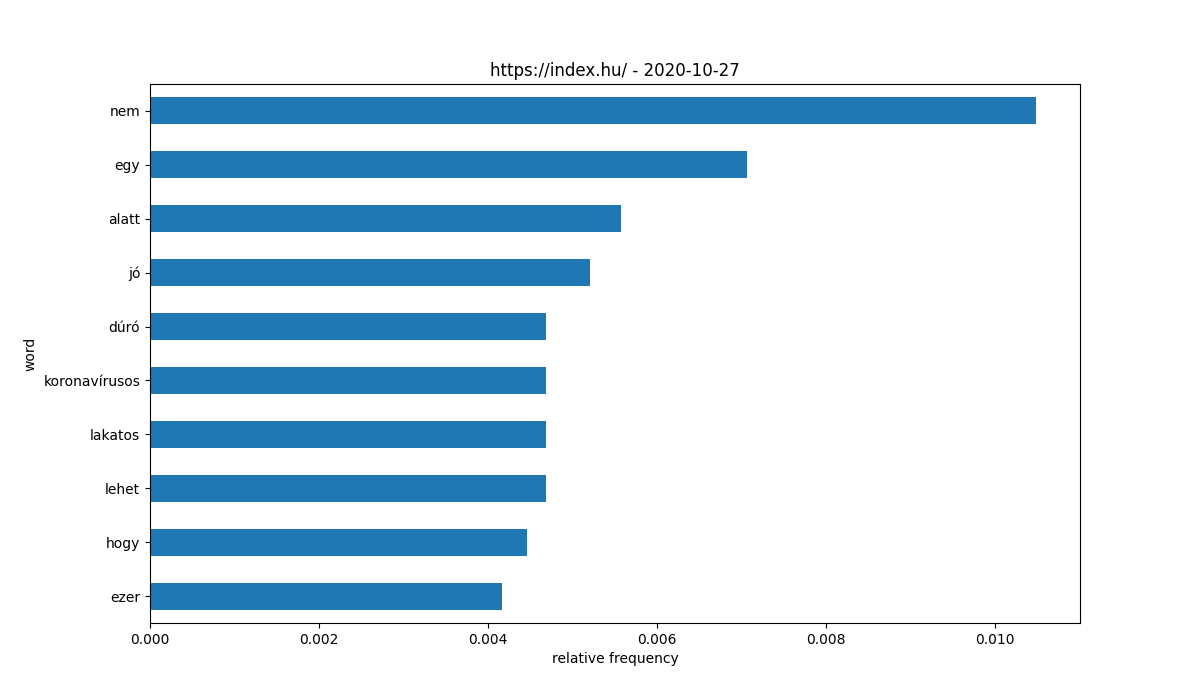 https://index.hu/ - 2020-10-27
nem
egy
alatt
jó
dúró
koronavírusos
lakatos
lehet
hogy
ezer
word
0.000 0.002 0.004 0.006 0.008 0.010
relative frequency